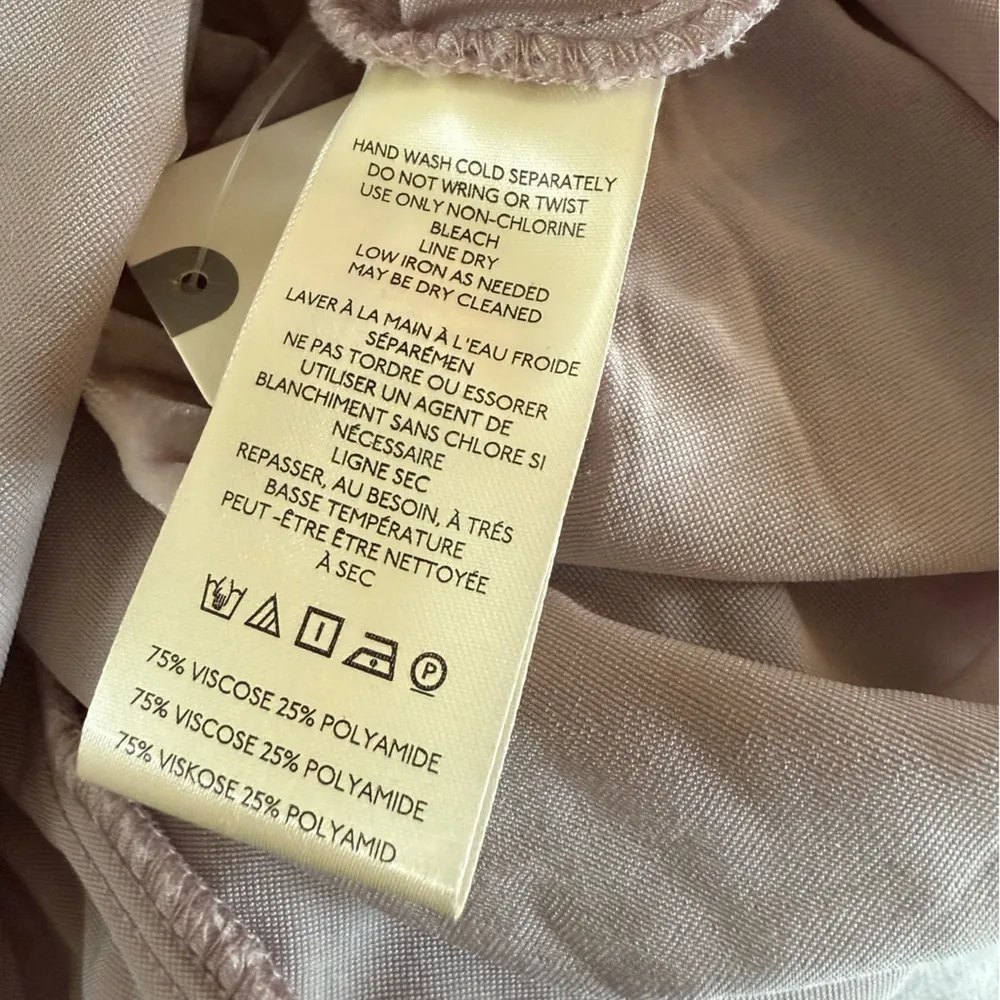 HAND WASH COLD SEPARATELY
DO NOT WRING OR TWIST
USE ONLY NON-CHLORINE
BLEACH
LINE DRY
LOW IRON AS NEEDED
MAY BE DRY CLEANED
LAVER À LA MAIN À L'EAU FROIDE
SÉPARÉMEN
NE PAS TORDRE OU ESSORER
UTILISER UN AGENT DE
BLANCHIMENT SANS CHLORE SI
NÉCESSAIRE
LIGNE SEC
REPASSER, AU BESOIN, À TRÉS
BASSE TEMPÉRATURE
PEUT -ÊTRE ÊTRE NETTOYÉE
À SEC
P
75% VISCOSE 25% POLYAMIDE
75% VISCOSE 25% POLYAMIDE
75% VISKOSE 25% POLYAMID